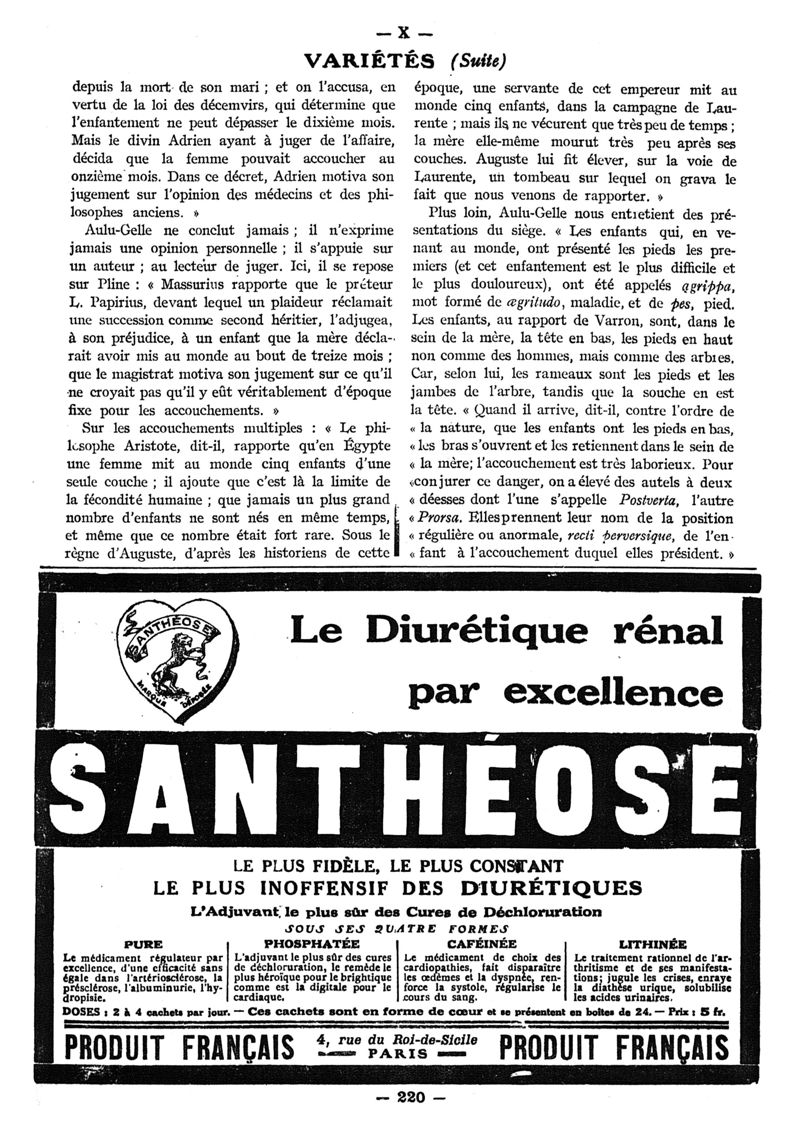 — X —
VARIÉTÉS (Suite)
depuis la mort de son mari ; et on l'accusa, en
vertu de la loi des décemvirs, qui détermine que
l'enfantement ne peut dépasser le dixième mois.
Mais le divin Adrien ayant à juger de l'affaire,
décida que la femme pouvait accoucher au
onzième mois. Dans ce décret, Adrien motiva son
jugement sur l'opinion des médecins et des phi-
losophes anciens. »
Aulu-Gelle ne conclut jamais ; il n'exprime
jamais une opinion personnelle ; il s'appuie sur
un auteur ; au lecteur de juger. Ici, il se repose
sur Pline : « Massurius rapporte que le préteur
L. Papirius, devant lequel un plaideur réclamait
une succession comme second héritier, l'adjugea,
à son préjudice, à un enfant que la mère décla-
rait avoir mis au monde au bout de treize mois ;
que le magistrat motiva son jugement sur ce qu'il
ne croyait pas qu'il y eût véritablement d'époque
fixe pour les accouchements. »
Sur les accouchements multiples : « Le phi-
losophe Aristote, dit-il, rapporte qu'en Égypte
une femme mit au monde cinq enfants d'une
seule couche ; il ajoute que c'est là la limite de
la fécondité humaine ; que jamais un plus grand
nombre d'enfants ne sont nés en même temps,
et même que ce nombre était fort rare. Sous le
règne d'Auguste, d'après les historiens de cette
époque, une servante de cet empereur mit au
monde cinq enfants, dans la campagne de Lau-
rente ; mais ils ne vécurent que très peu de temps ;
la mère elle-même mourut très peu après ses
couches. Auguste lui fit élever, sur la voie de
Laurente, un tombeau sur lequel on grava le
fait que nous venons de rapporter. »
Plus loin, Aulu-Gelle nous entretient des pré-
sentations du siège. « Les enfants qui, en ve-
nant au monde, ont présenté les pieds les pre-
miers (et cet enfantement est le plus difficile et
le plus douloureux), ont été appelés agrippa,
mot formé de ægritudo, maladie, et de pes, pied.
Les enfants, au rapport de Varron, sont, dans le
sein de la mère, la tête en bas, les pieds en haut
non comme des hommes, mais comme des arbres.
Car, selon lui, les rameaux sont les pieds et les
jambes de l'arbre, tandis que la souche en est
la tête. « Quand il arrive, dit-il, contre l'ordre de
« la nature, que les enfants ont les pieds en bas,
« les bras s'ouvrent et les retiennent dans le sein de
« la mère; l'accouchement est très laborieux. Pour
« conjurer ce danger, on a élevé des autels à deux
« déesses dont l'une s'appelle Postverta, l'autre
« Prorsa. Elles prennent leur nom de la position
« régulière ou anormale, recti perversique, de l'en-
« fant à l'accouchement duquel elles président. »
SANTHÉOSE
MARQUE DÉPOSÉE
Le Diurétique rénal
par excellence
SANTHÉOSE
LE PLUS FIDÈLE, LE PLUS CONSTANT
LE PLUS INOFFENSIF DES DIURÉTIQUES
L'Adjuvant le plus sûr des Cures de Déchloruration
SOUS SES QUATRE FORMES
PURE
Le médicament régulateur par
excellence, d'une efficacité sans
égale dans l'artériosclérose, la
présclérose, l'albuminurie, l'hy-
dropisie.
PHOSPHATÉE
L'adjuvant le plus sûr des cures
de déchloruration, le remède le
plus héroïque pour le brightique
comme est la digitale pour le
cardiaque.
CAFÉINÉE
Le médicament de choix des
cardiopathies, fait disparaître
les œdèmes et la dyspnée, ren-
force la systole, régularise le
cours du sang.
LITHINÉE
Le traitement rationnel de l'ar-
thritisme et de ses manifesta-
tions; jugule les crises, enraye
la diathèse urique, solubilise
les acides urinaires.
DOSES : 2 à 4 cachets par jour. — Ces cachets sont en forme de cœur et se présentent en boîtes de 24. — Prix : 5 fr.
PRODUIT FRANÇAIS
4, rue du Roi-de-Sicile
PARIS
PRODUIT FRANÇAIS
— 220 —